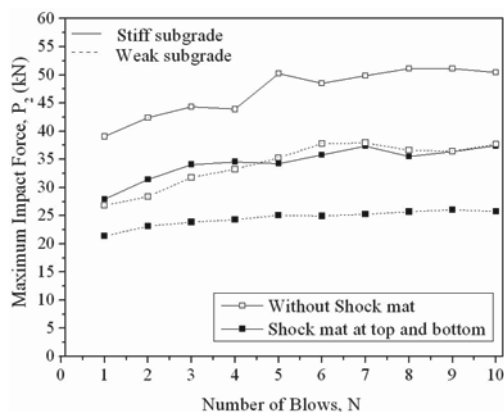 60
55
50
45
40
35
30
25
20
15
10
5
0
Maximum Impact Force, P2 (kN)
Stiff subgrade
Weak subgrade
Without Shock mat
Shock mat at top and bottom
0 1 2 3 4 5 6 7 8 9 10
Number of Blows, N